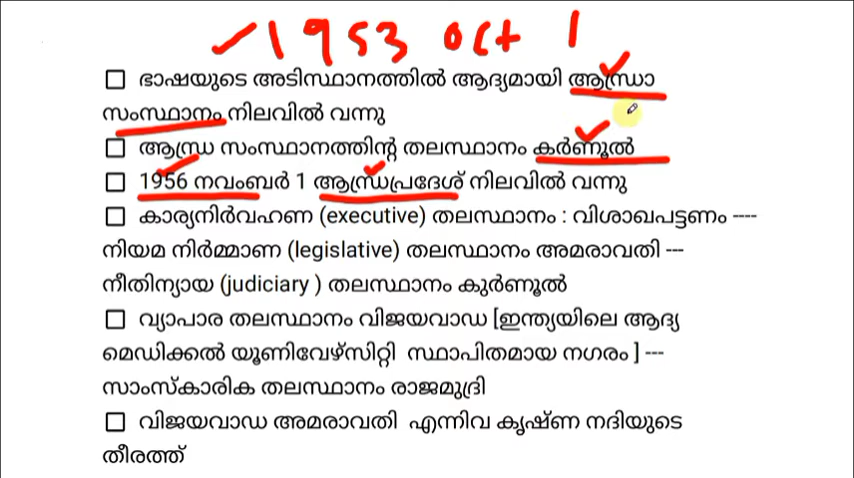 1953 oct 1
☐ ഭാഷയുടെ അടിസ്ഥാനത്തിൽ ആദ്യമായി ആന്ധ്രാ
സംസ്ഥാനം നിലവിൽ വന്നു
☐ ആന്ധ്ര സംസ്ഥാനത്തിന്റ തലസ്ഥാനം കർണൂൽ
☐ 1956 നവംബർ 1 ആന്ധ്രപ്രദേശ് നിലവിൽ വന്നു
☐ കാര്യനിർവഹണ (executive) തലസ്ഥാനം : വിശാഖപട്ടണം ----
നിയമ നിർമ്മാണ (legislative) തലസ്ഥാനം അമരാവതി ---
നീതിന്യായ (judiciary ) തലസ്ഥാനം കുർണൂൽ
☐ വ്യാപാര തലസ്ഥാനം വിജയവാഡ [ഇന്ത്യയിലെ ആദ്യ
മെഡിക്കൽ യൂണിവേഴ്സിറ്റി സ്ഥാപിതമായ നഗരം ] ---
സാംസ്കാരിക തലസ്ഥാനം രാജമുദ്രി
☐ വിജയവാഡ അമരാവതി എന്നിവ കൃഷ്ണ നദിയുടെ
തീരത്ത്